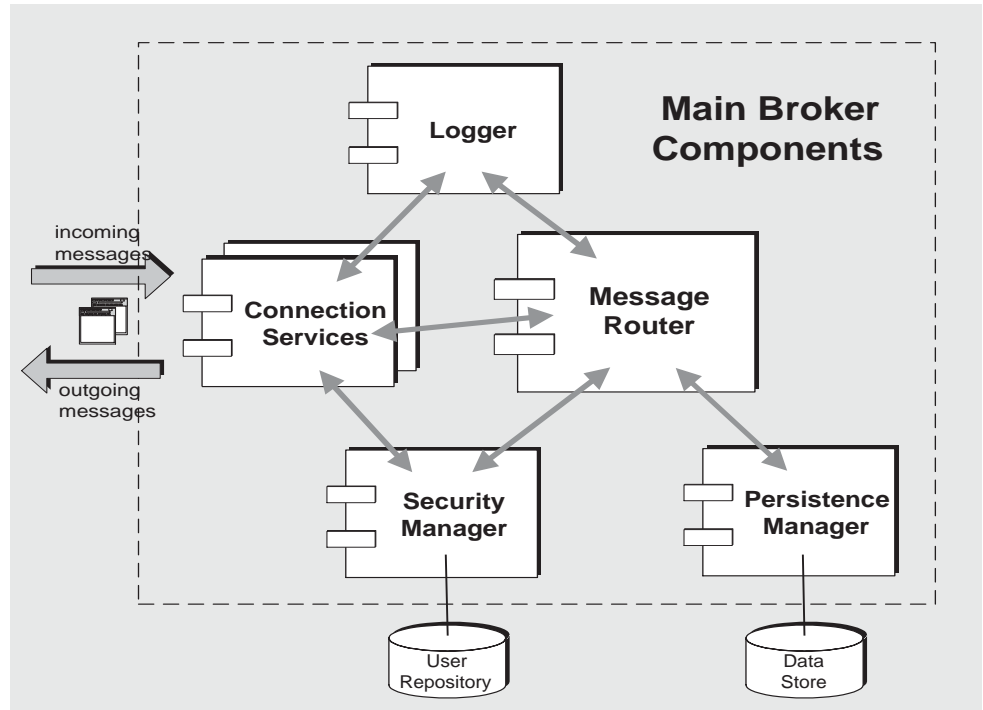 Main Broker
Components
Logger
incoming
messages
Connection
Services
Message
Router
outgoing
messages
Security
Manager
Persistence
Manager
User
Repository
Data
Store